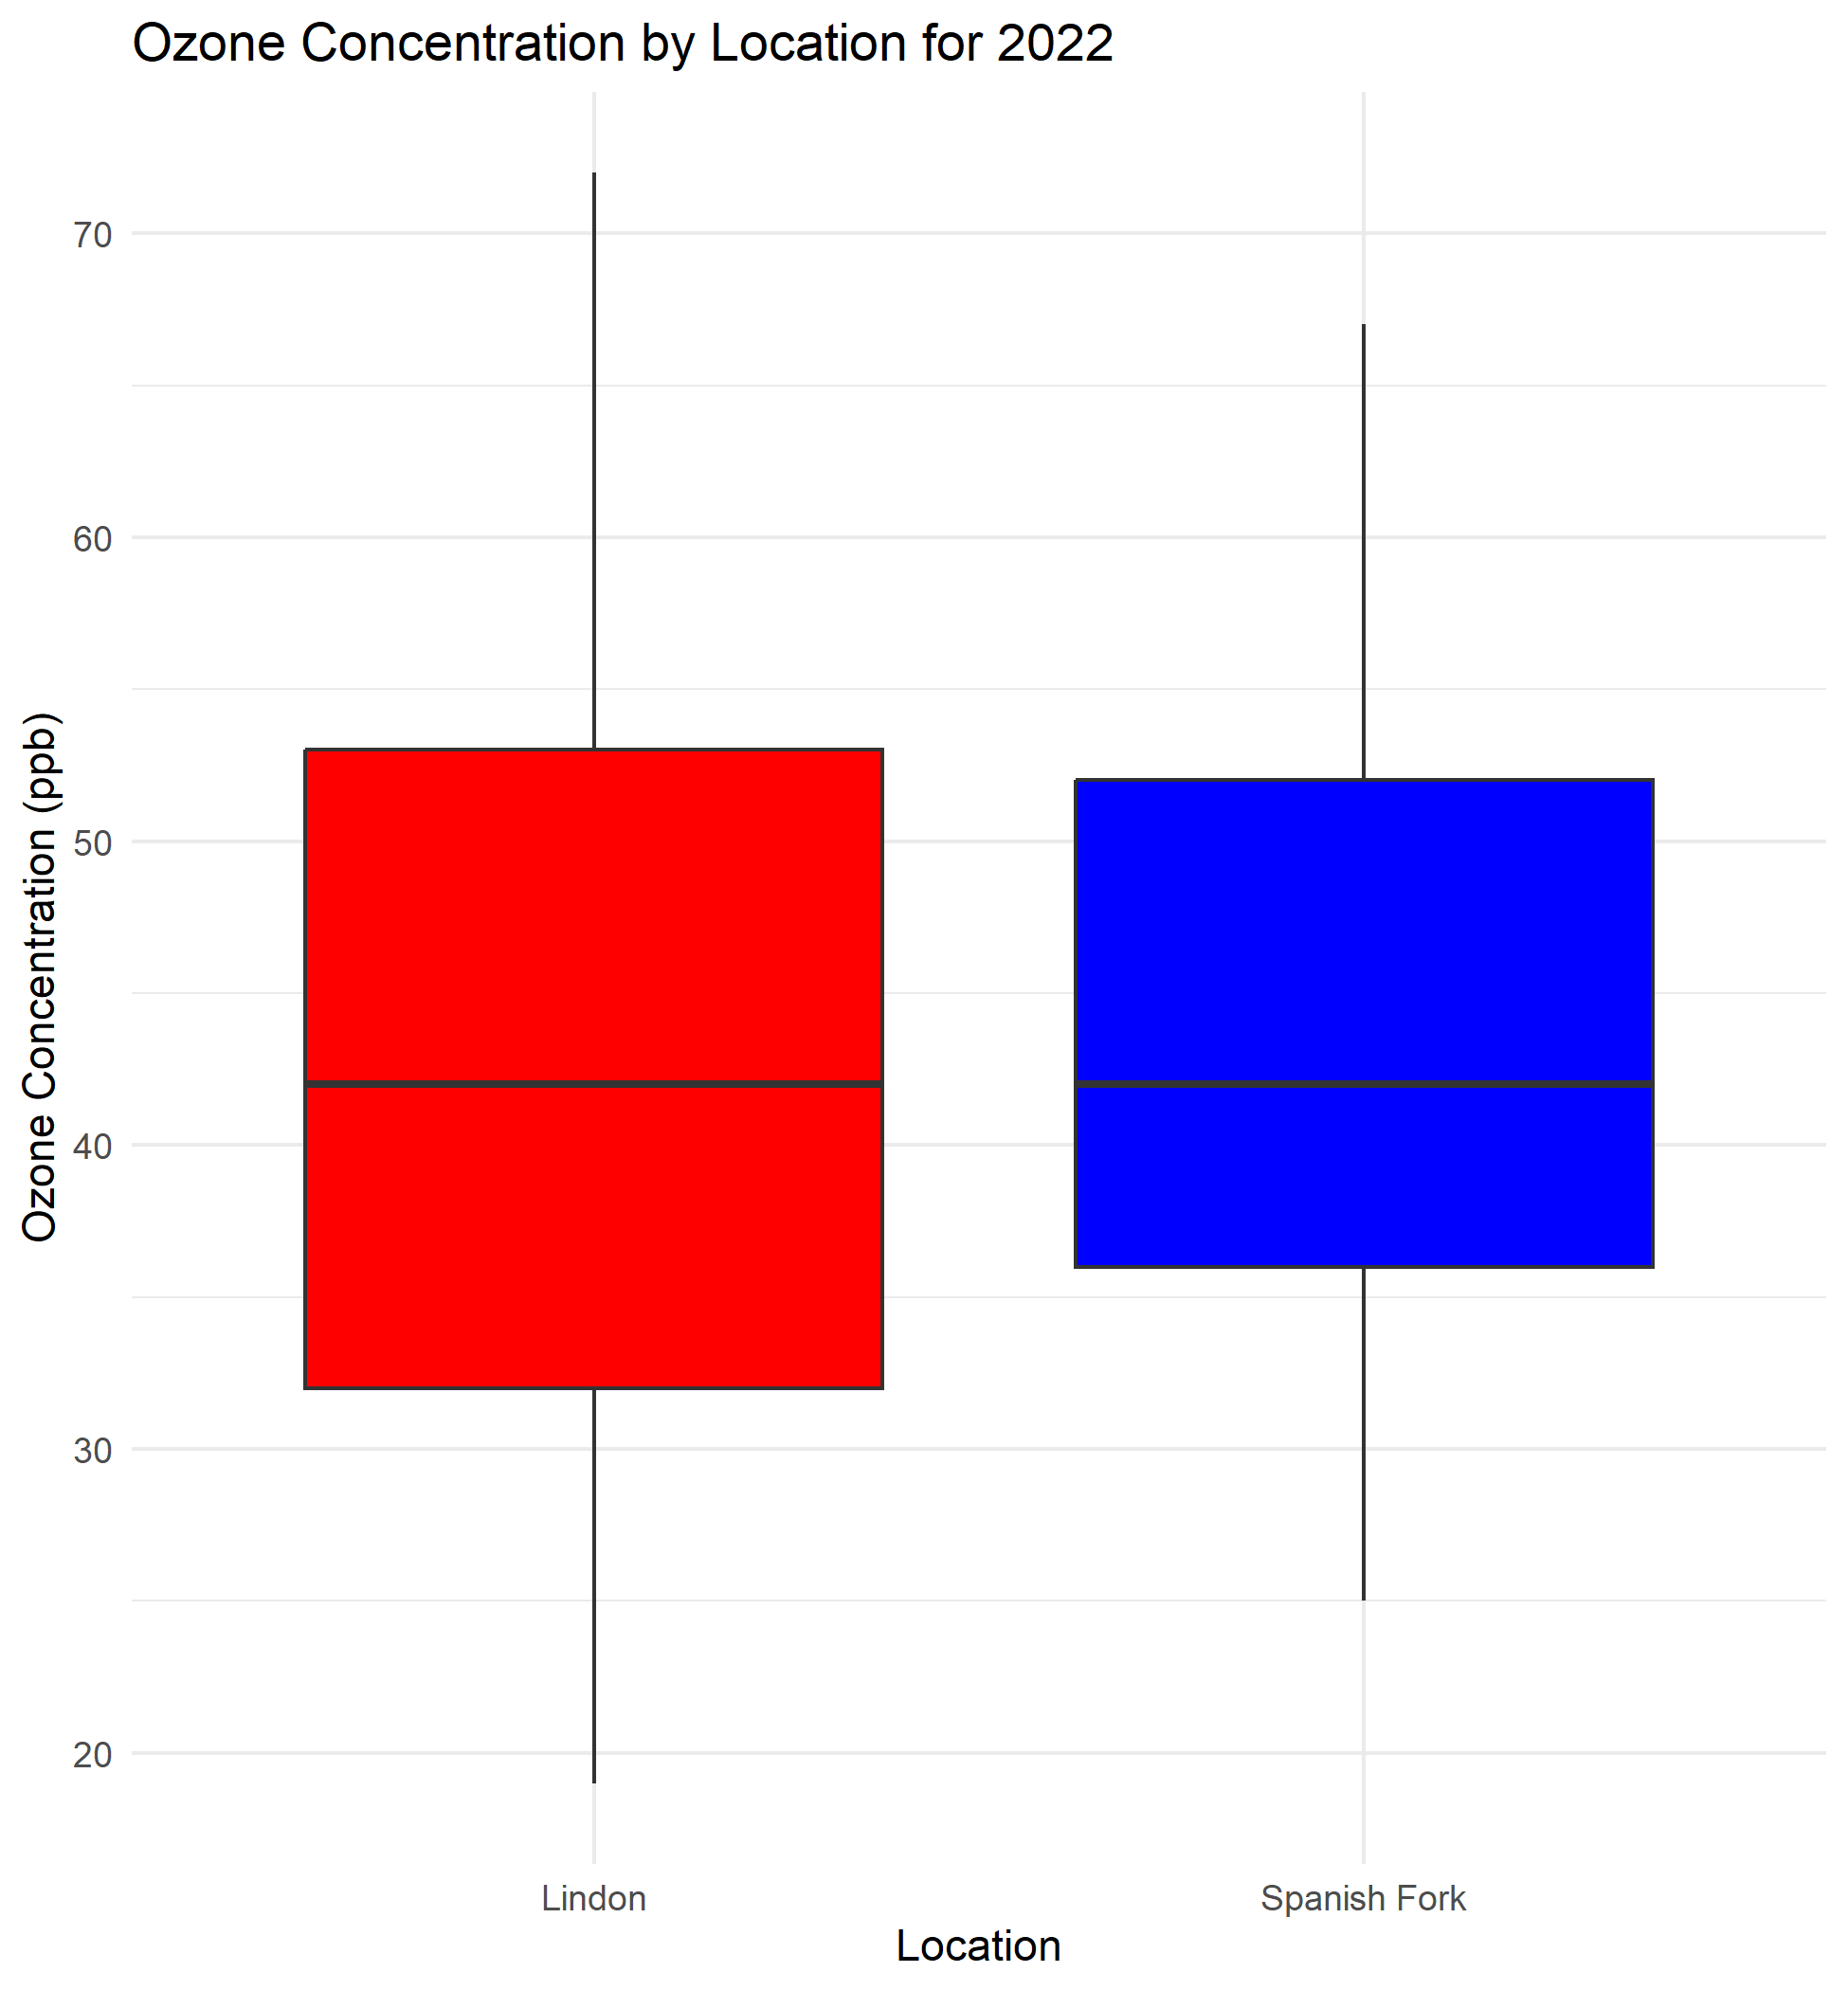 Ozone Concentration by Location for 2022
Ozone Concentration (ppb)
70
60
50
40
30
20
Lindon
Spanish Fork
Location